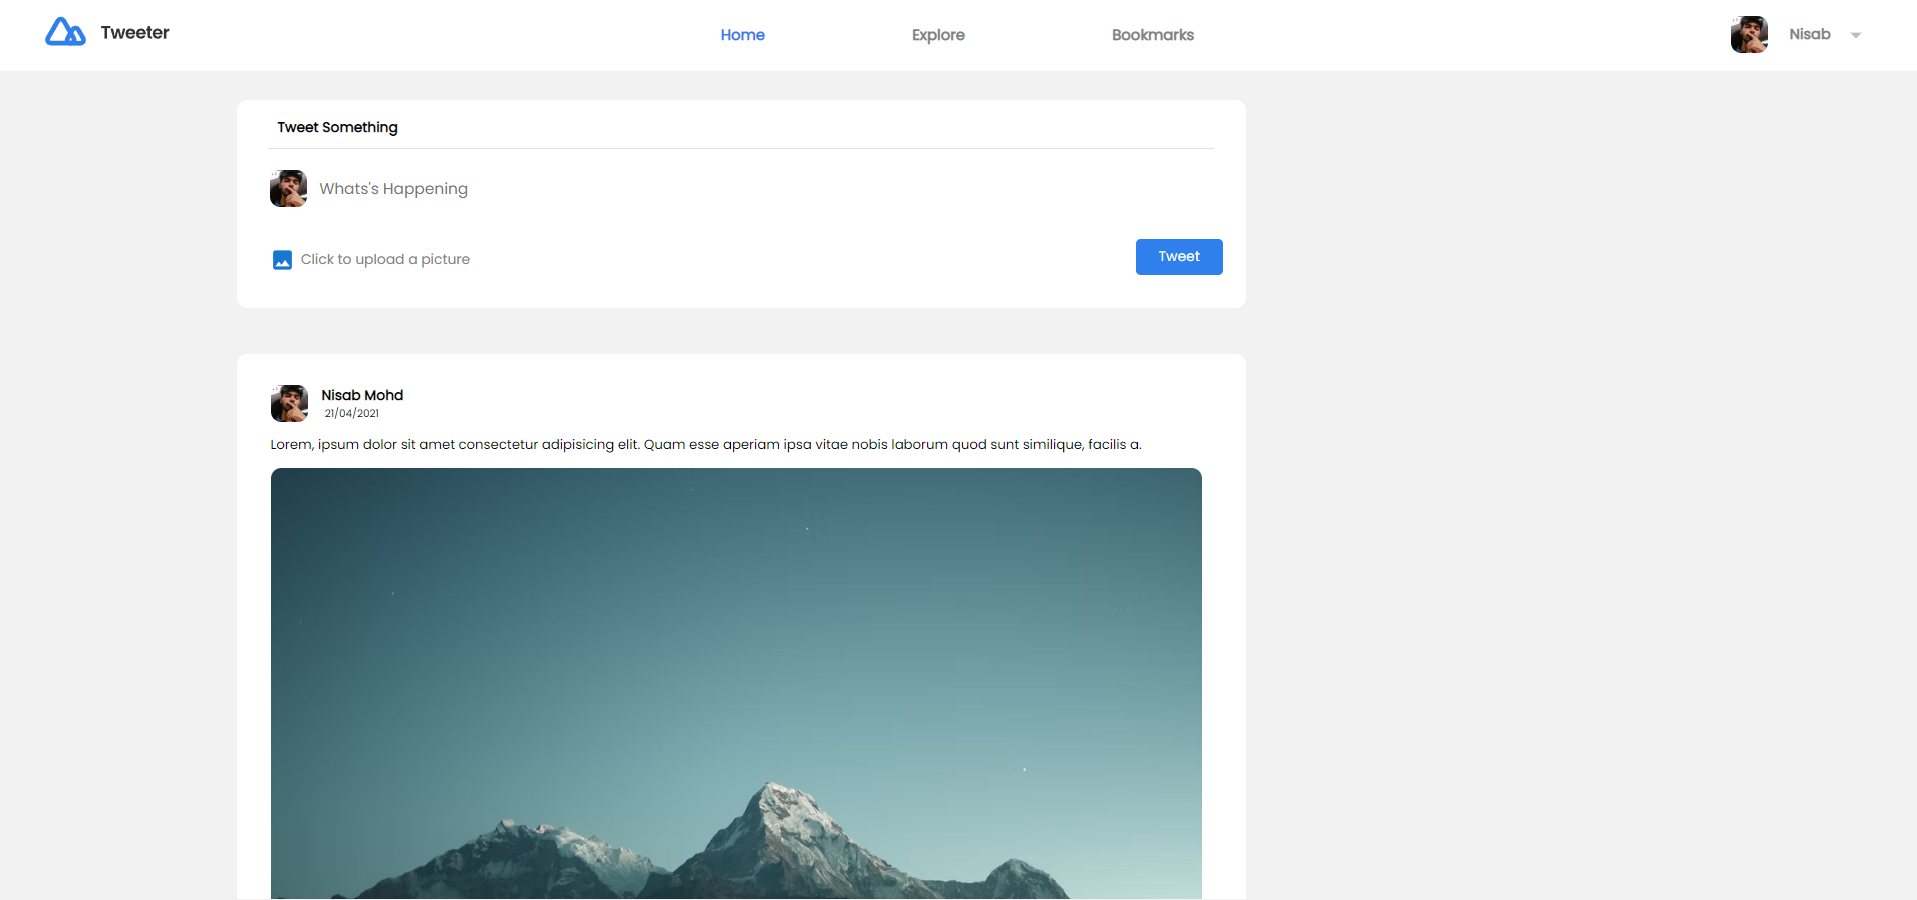 Tweeter
Home Explore Bookmarks
Nisab
Tweet Something
Whats's Happening
Click to upload a picture
Tweet
Nisab Mohd
21/04/2021
Lorem, ipsum dolor sit amet consectetur adipisicing elit. Quam esse aperiam ipsa vitae nobis laborum quod sunt similique, facilis a.